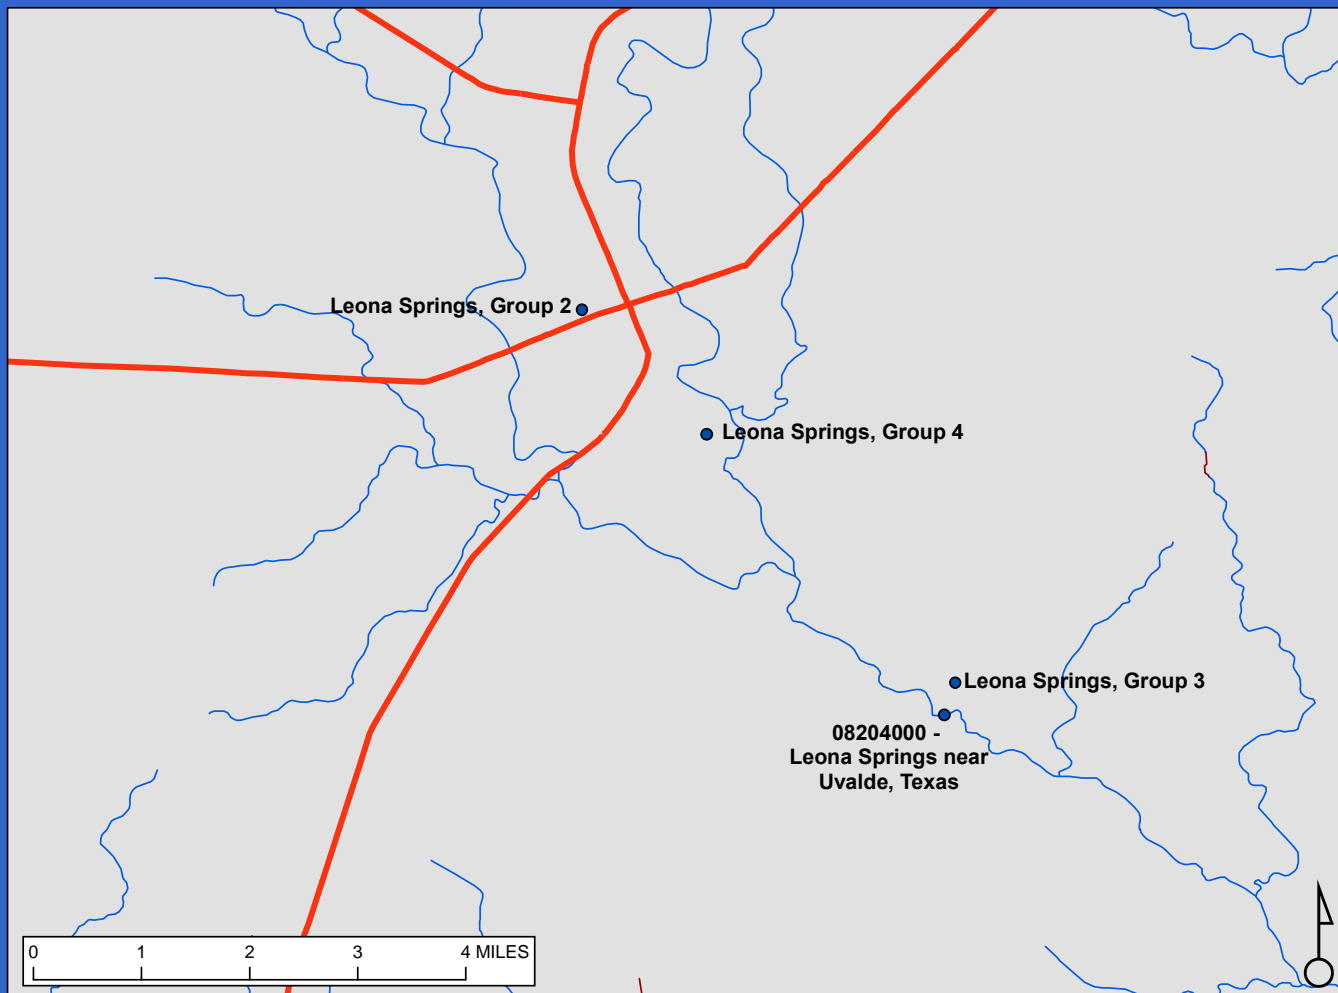 Leona Springs, Group 2
Leona Springs, Group 4
Leona Springs, Group 3
08204000 -
Leona Springs near
Uvalde, Texas
0 1 2 3 4 MILES